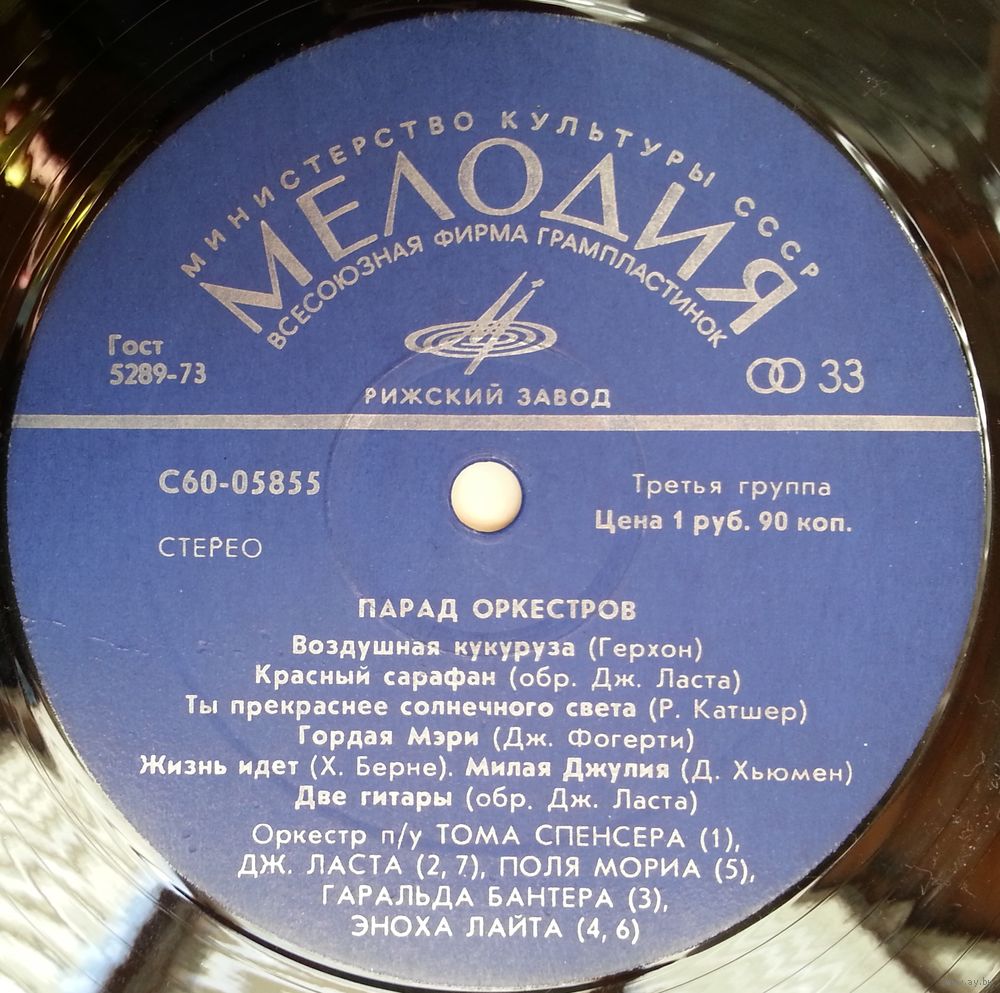 МИНИСТЕРСТВО КУЛЬТУРЫ СССР
МЕЛОДИЯ
ВСЕСОЮЗНАЯ ФИРМА ГРАМПЛАСТИНОК
Гост
5289-73
33
РИЖСКИЙ ЗАВОД
С60-05855
Третья группа
Цена 1 руб. 90 коп.
СТЕРЕО
ПАРАД ОРКЕСТРОВ
Воздушная кукуруза (Герхон)
Красный сарафан (обр. Дж. Ласта)
Ты прекраснее солнечного света (Р. Катшер)
Гордая Мэри (Дж. Фогерти)
Жизнь идет (Х. Берне). Милая Джулия (Д. Хьюмен)
Две гитары (обр. Дж. Ласта)
Оркестр п/у ТОМА СПЕНСЕРА (1),
ДЖ. ЛАСТА (2, 7), ПОЛЯ МОРИА (5),
ГАРАЛЬДА БАНТЕРА (3),
ЭНОХА ЛАЙТА (4, 6)